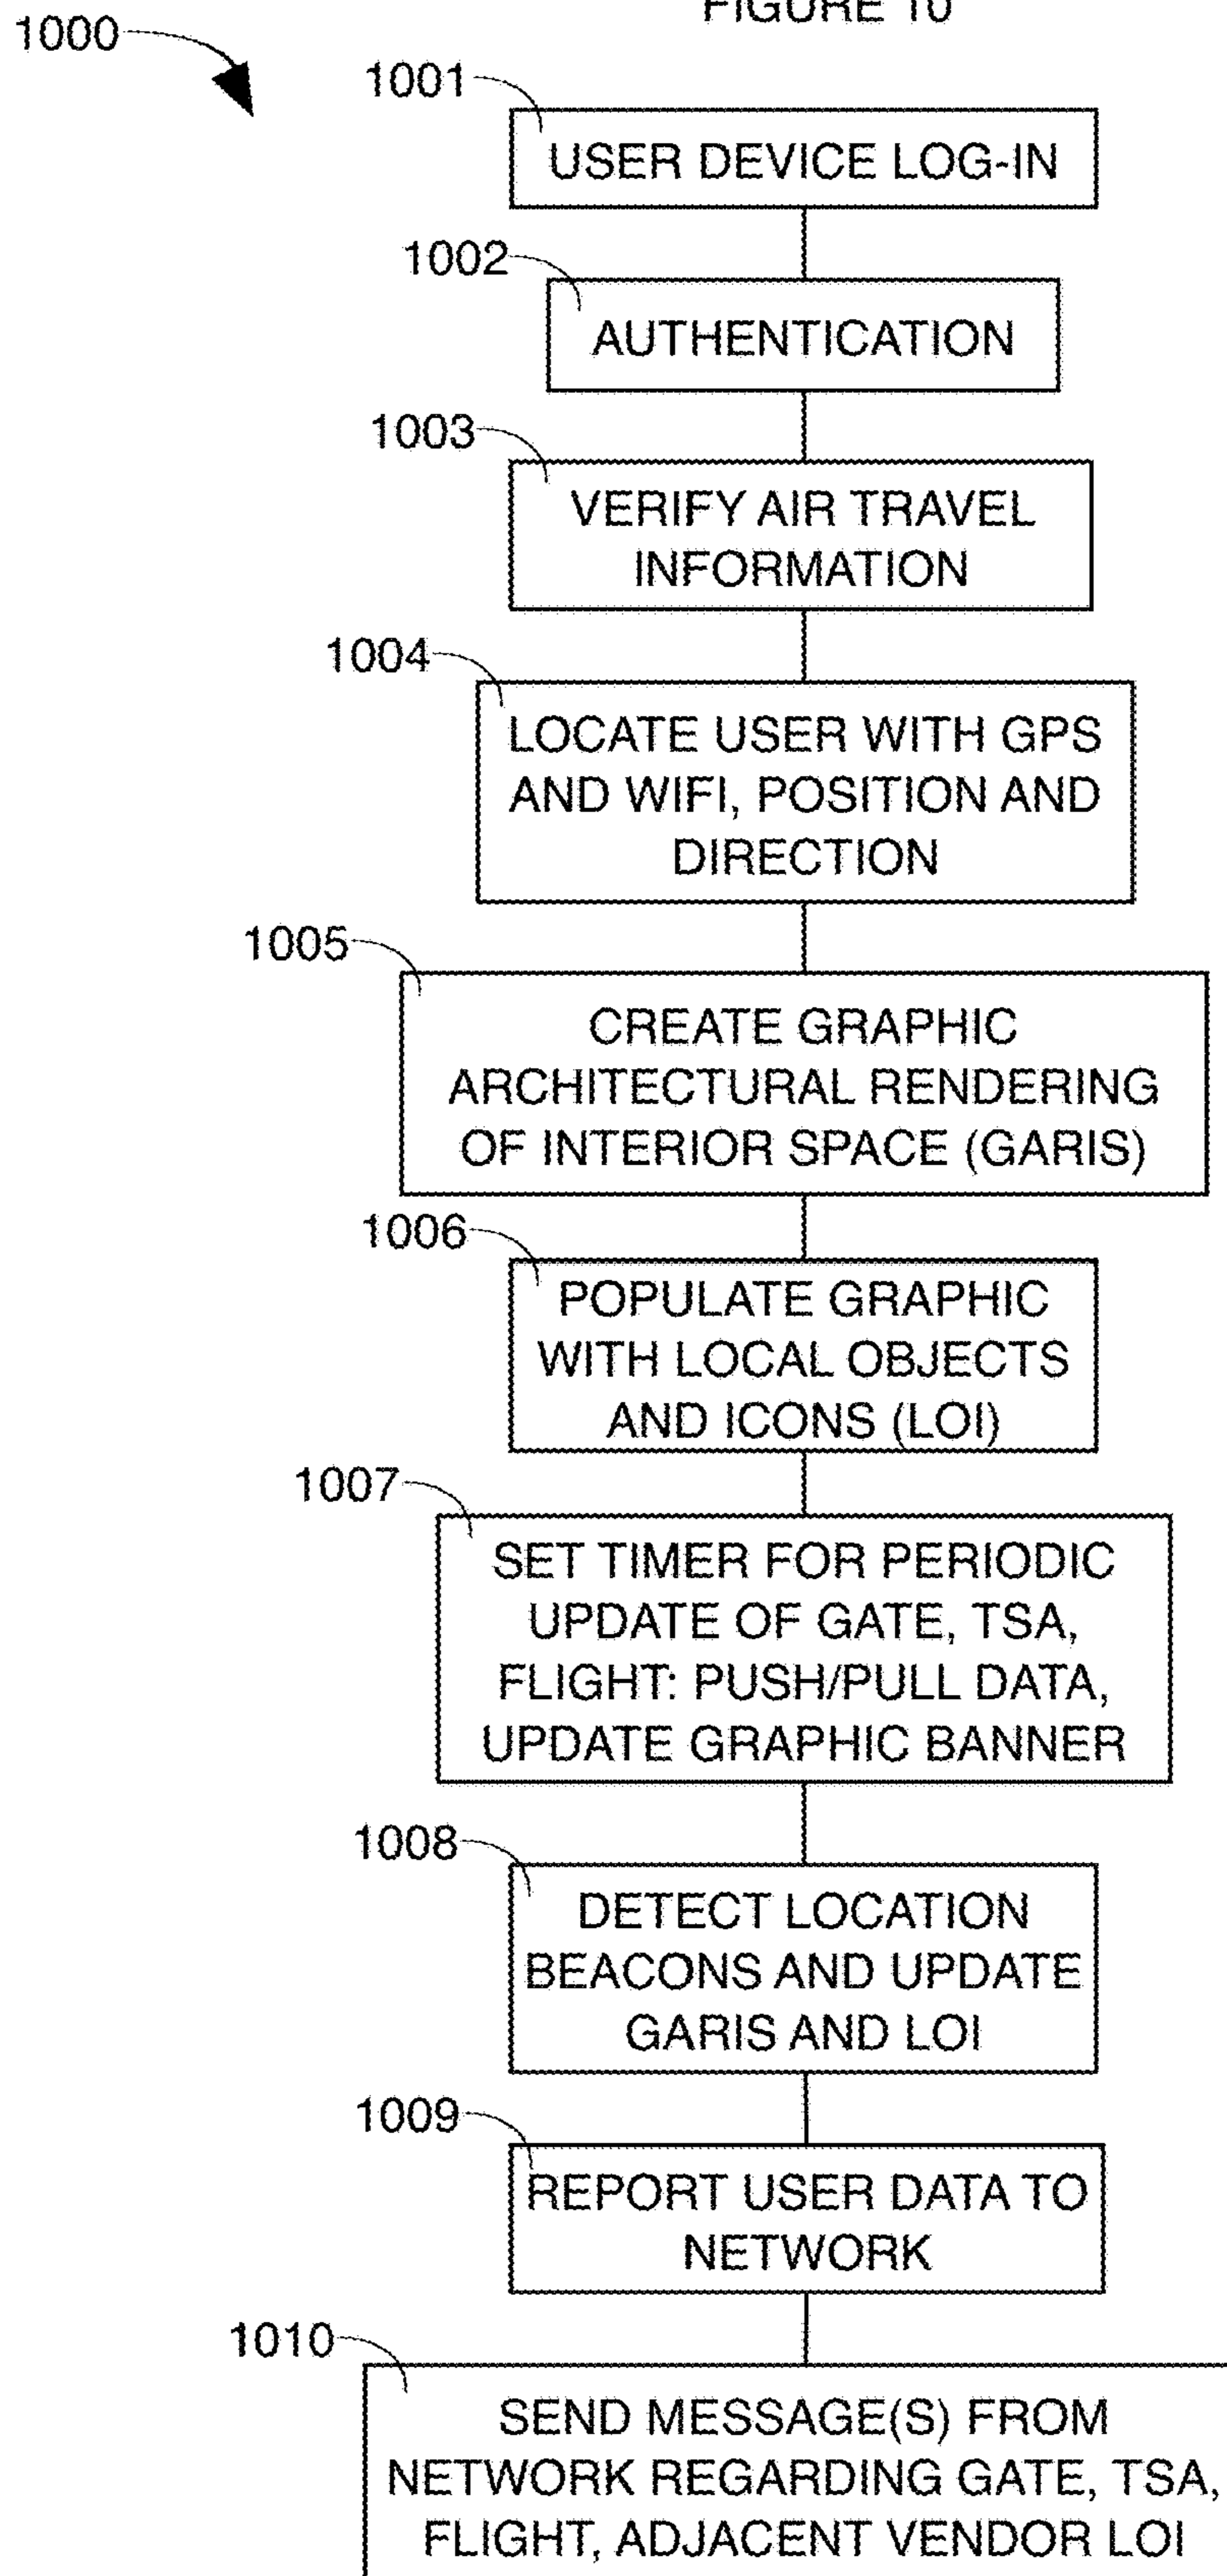 FIGURE 10
1000
1001
USER DEVICE LOG-IN
1002
AUTHENTICATION
1003
VERIFY AIR TRAVEL
INFORMATION
1004
LOCATE USER WITH GPS
AND WIFI, POSITION AND
DIRECTION
1005
CREATE GRAPHIC
ARCHITECTURAL RENDERING
OF INTERIOR SPACE (GARIS)
1006
POPULATE GRAPHIC
WITH LOCAL OBJECTS
AND ICONS (LOI)
1007
SET TIMER FOR PERIODIC
UPDATE OF GATE, TSA,
FLIGHT: PUSH/PULL DATA,
UPDATE GRAPHIC BANNER
1008
DETECT LOCATION
BEACONS AND UPDATE
GARIS AND LOI
1009
REPORT USER DATA TO
NETWORK
1010
SEND MESSAGE(S) FROM
NETWORK REGARDING GATE, TSA,
FLIGHT, ADJACENT VENDOR LOI